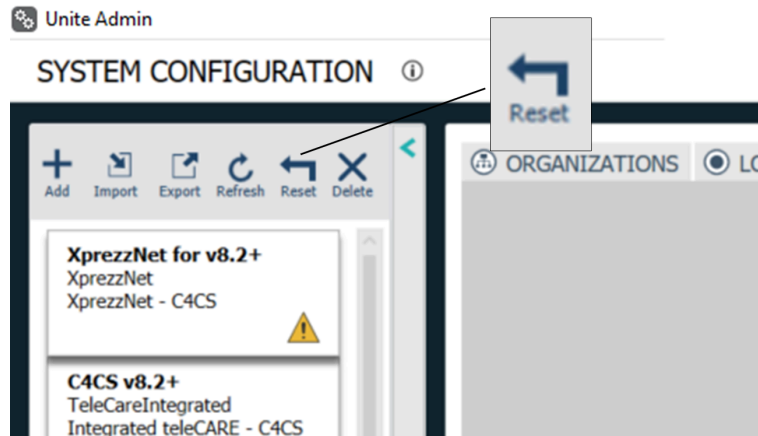 Unite Admin
SYSTEM CONFIGURATION
Reset
Add Import Export Refresh Reset Delete
ORGANIZATIONS LO
XprezzNet for v8.2+
XprezzNet
XprezzNet - C4CS
C4CS v8.2+
TeleCareIntegrated
Integrated teleCARE - C4CS